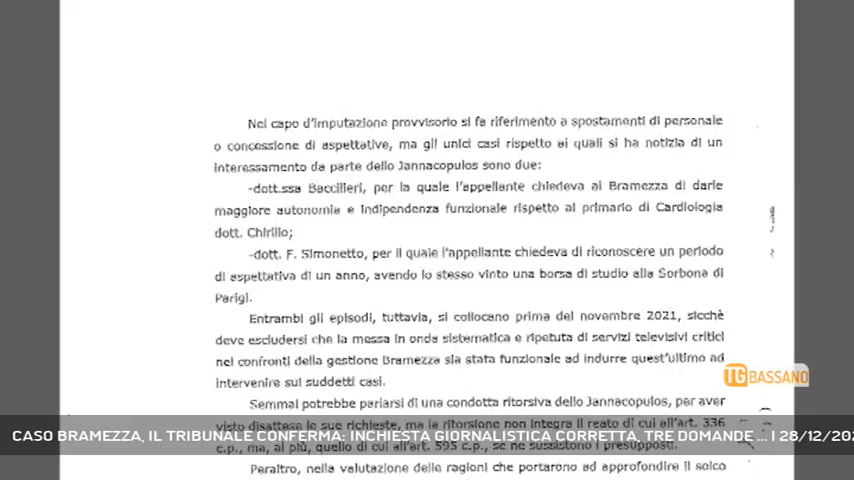 Nel capo d'imputazione provvisorio si fa riferimento a spostamenti di personale
o concessione di aspettative, ma gli unici casi rispetto ai quali si ha notizia di un
interessamento da parte dello Jannacopulos sono due:
-dott.ssa Baccilieri, per la quale l'appellante chiedeva al Bramezza di darle
maggiore autonomia e indipendenza funzionale rispetto al primario di Cardiologia
dott. Chirillo;
-dott. F. Simonetto, per il quale l'appellante chiedeva di riconoscere un periodo
di aspettativa di un anno, avendo lo stesso vinto una borsa di studio alla Sorbona di
Parigi.
Entrambi gli episodi, tuttavia, si collocano prima del novembre 2021, sicchè
deve escludersi che la messa in onda sistematica e ripetuta di servizi televisivi critici
nei confronti della gestione Bramezza sia stata funzionale ad indurre quest'ultimo ad
intervenire sui suddetti casi.
TG BASSANO
Semmai potrebbe parlarsi di una condotta ritorsiva dello Jannacopulos, per aver
visto disattese le sue richieste, ma la ritorsione non integra il reato di cui all'art. 336
CASO BRAMEZZA, IL TRIBUNALE CONFERMA: INCHIESTA GIORNALISTICA CORRETTA, TRE DOMANDE ... | 28/12/202
c.p., ma, al più, quello di cui all'art. 595 c.p., se ne sussistono i presupposti.
Peraltro, nella valutazione delle ragioni che portarono ad approfondire il solco